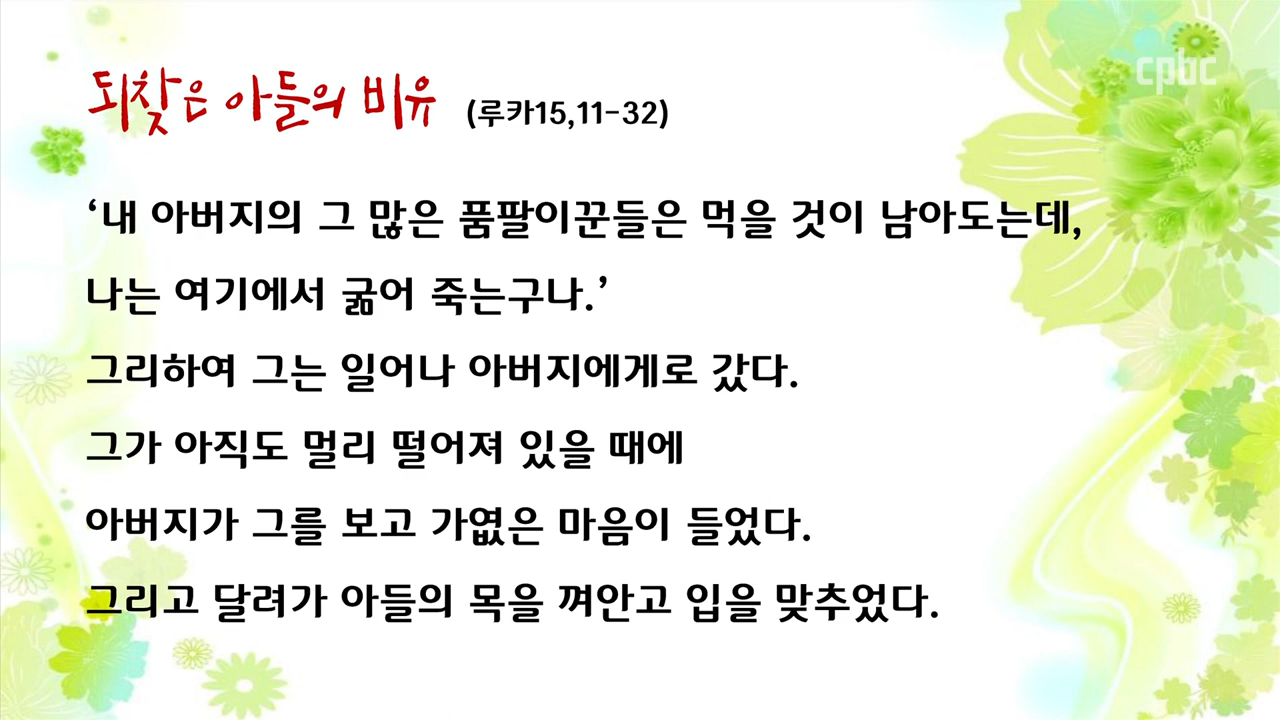 되찾은 아들의 비유 (루카15,11-32)
cpbc
‘내 아버지의 그 많은 품팔이꾼들은 먹을 것이 남아도는데,
나는 여기에서 굶어 죽는구나.’
그리하여 그는 일어나 아버지에게로 갔다.
그가 아직도 멀리 떨어져 있을 때에
아버지가 그를 보고 가엾은 마음이 들었다.
그리고 달려가 아들의 목을 껴안고 입을 맞추었다.